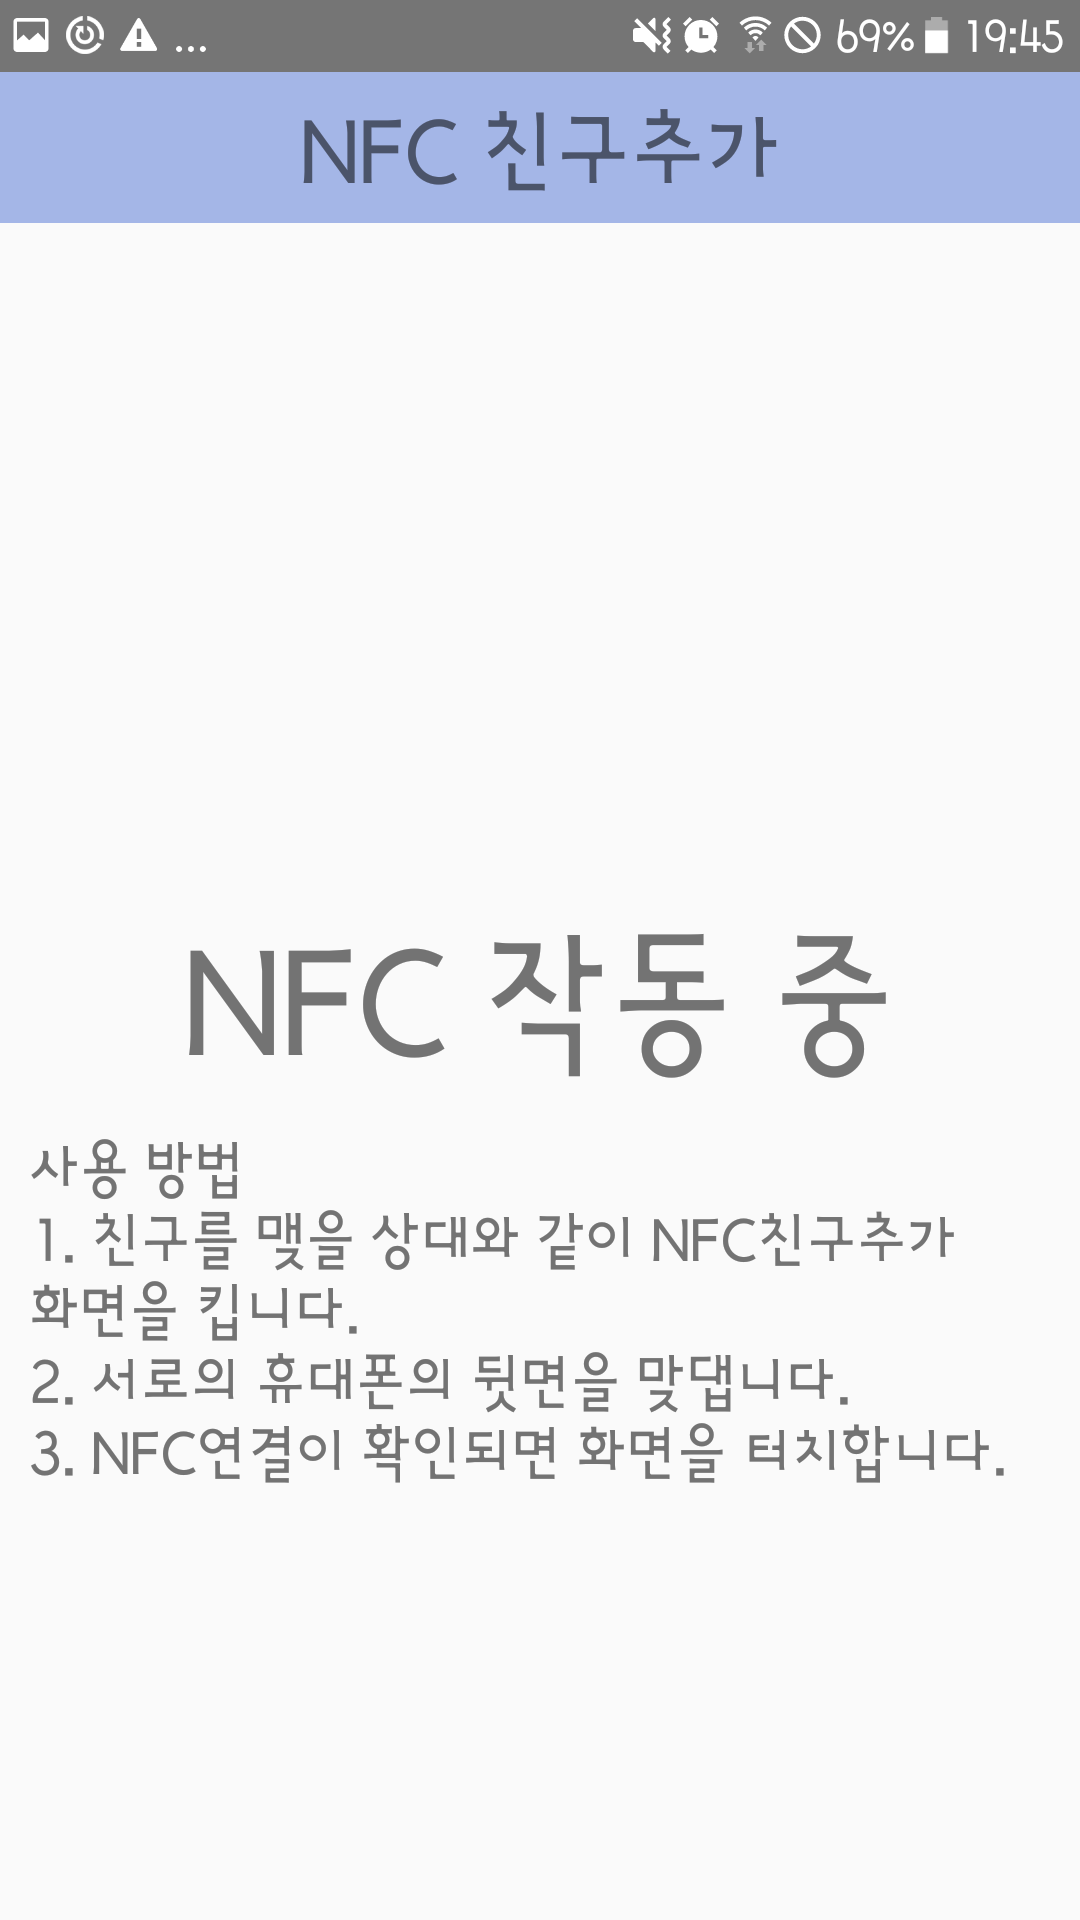 ... 69% 19:45
NFC 친구추가
NFC 작동 중
사용 방법
1. 친구를 맺을 상대와 같이 NFC친구추가
화면을 킵니다.
2. 서로의 휴대폰의 뒷면을 맞댑니다.
3. NFC연결이 확인되면 화면을 터치합니다.